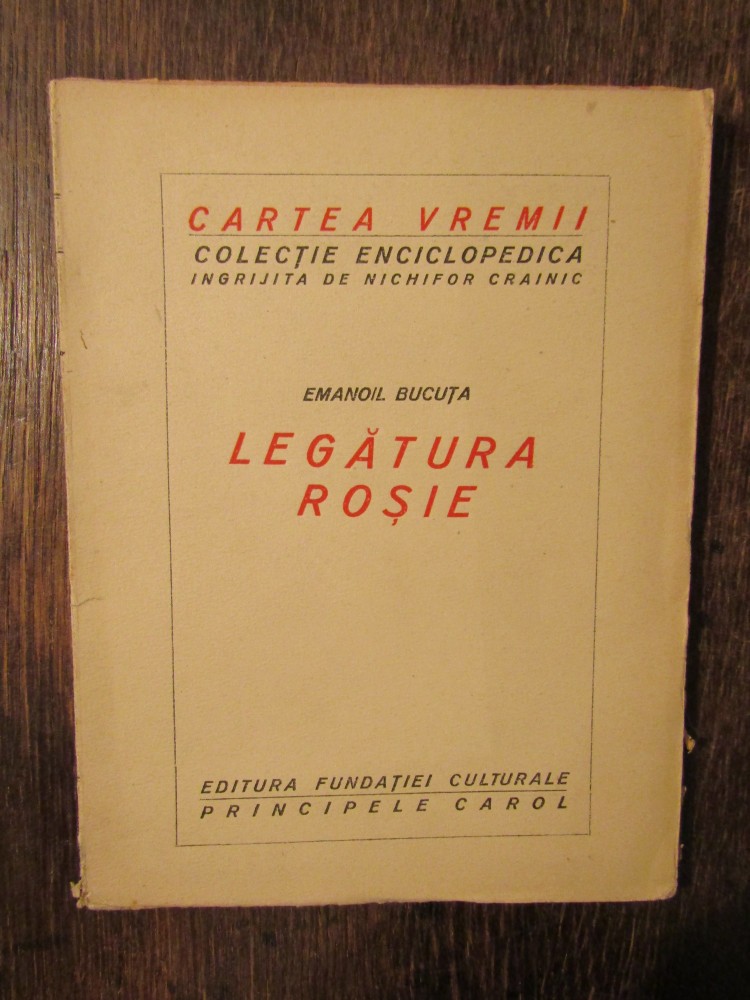 CARTEA VREMII
COLECȚIE ENCICLOPEDICA
INGRIJITA DE NICHIFOR CRAINIC
EMANOIL BUCUȚA
LEGĂTURA
ROȘIE
EDITURA FUNDAȚIEI CULTURALE
PRINCIPELE CAROL